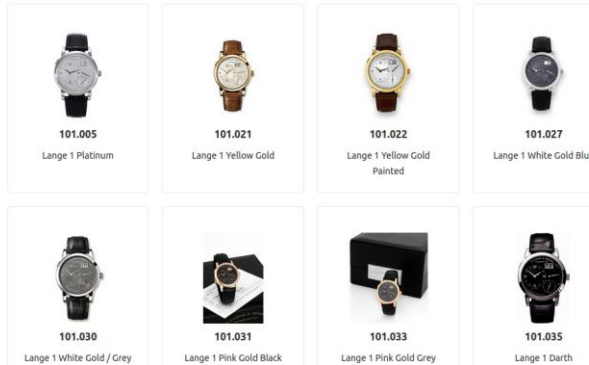 101.005
Lange 1 Platinum
101.021
Lange 1 Yellow Gold
101.022
Lange 1 Yellow Gold
Painted
101.027
Lange 1 White Gold Blu
101.030
Lange 1 White Gold / Grey
101.031
Lange 1 Pink Gold Black
101.033
Lange 1 Pink Gold Grey
101.035
Lange 1 Darth